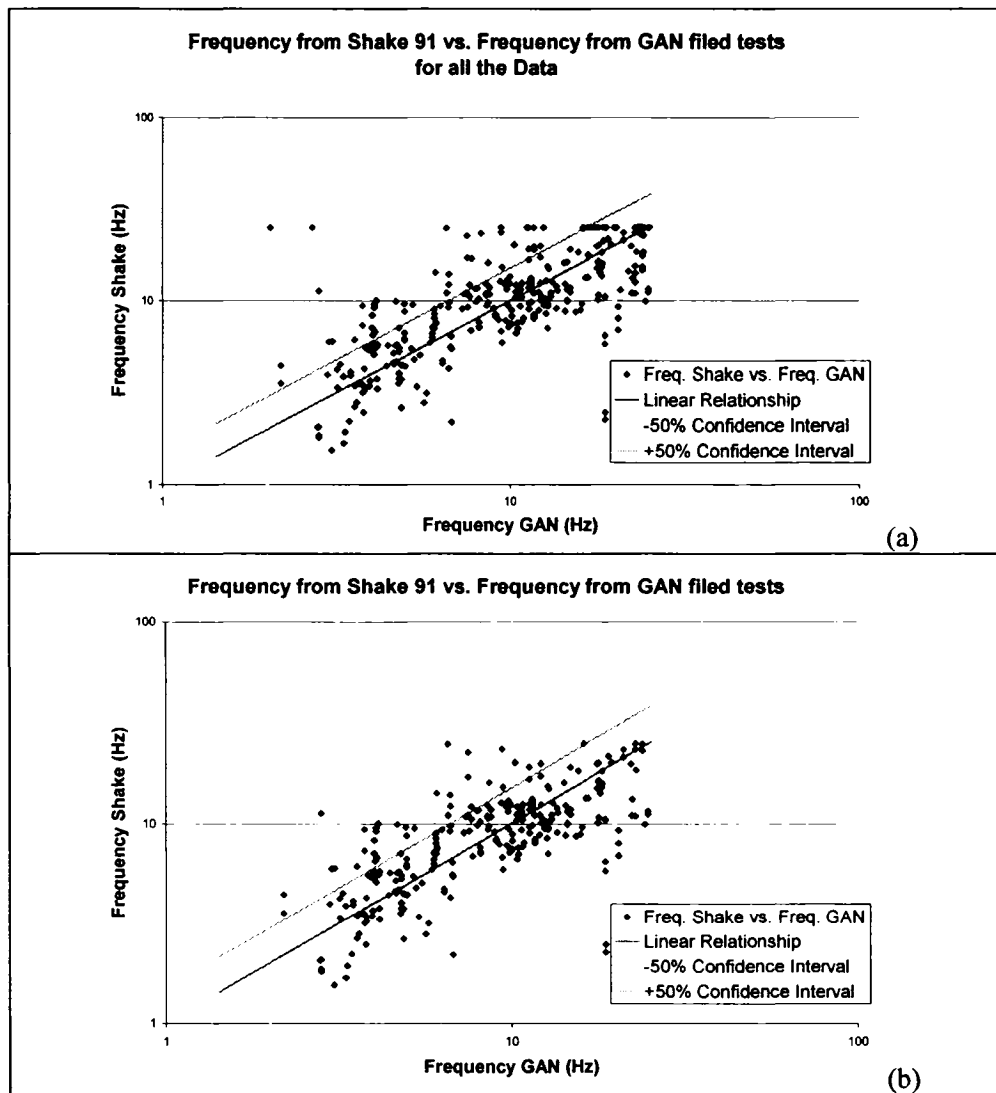 Frequency from Shake 91 vs. Frequency from GAN filed tests
for all the Data
100
10
1
Frequency Shake (Hz)
1
10
100
Frequency GAN (Hz)
Freq. Shake vs. Freq. GAN
Linear Relationship
-50% Confidence Interval
+50% Confidence Interval
(a)
Frequency from Shake 91 vs. Frequency from GAN filed tests
100
10
1
Frequency Shake (Hz)
1
10
100
Frequency GAN (Hz)
Freq. Shake vs. Freq. GAN
Linear Relationship
-50% Confidence Interval
+50% Confidence Interval
(b)